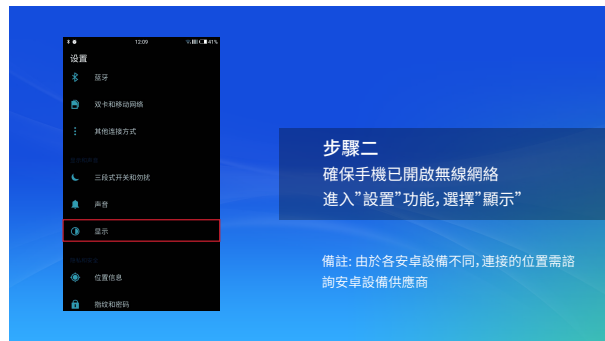 12:09
41%
设置
蓝牙
双卡和移动网络
其他连接方式
三段式开关和勿扰
声音
显示
位置信息
指纹和密码
步驟二
確保手機已開啟無線網絡
進入”設置”功能,選擇”顯示”
備註: 由於各安卓設備不同,連接的位置需諮
詢安卓設備供應商